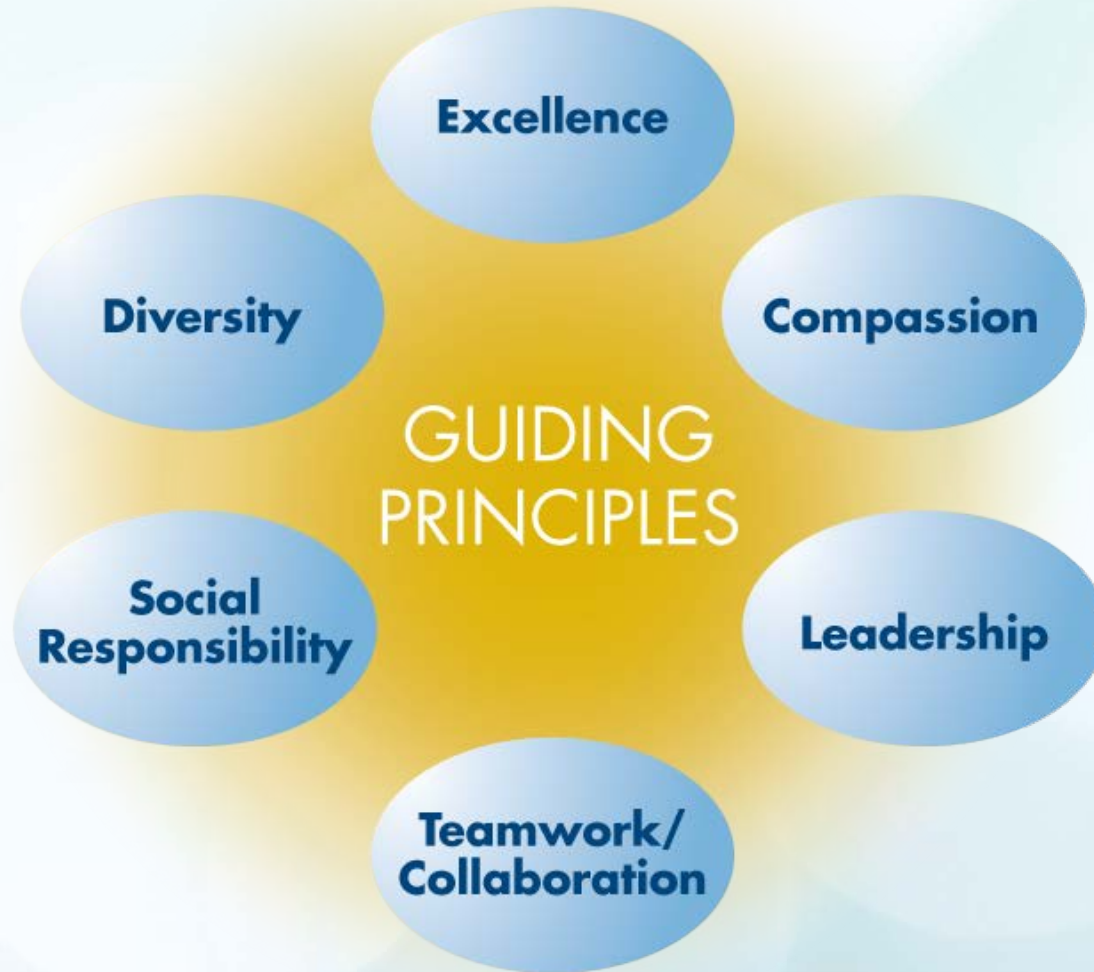 Excellence
Diversity
Compassion
GUIDING
PRINCIPLES
Social
Responsibility
Leadership
Teamwork/
Collaboration